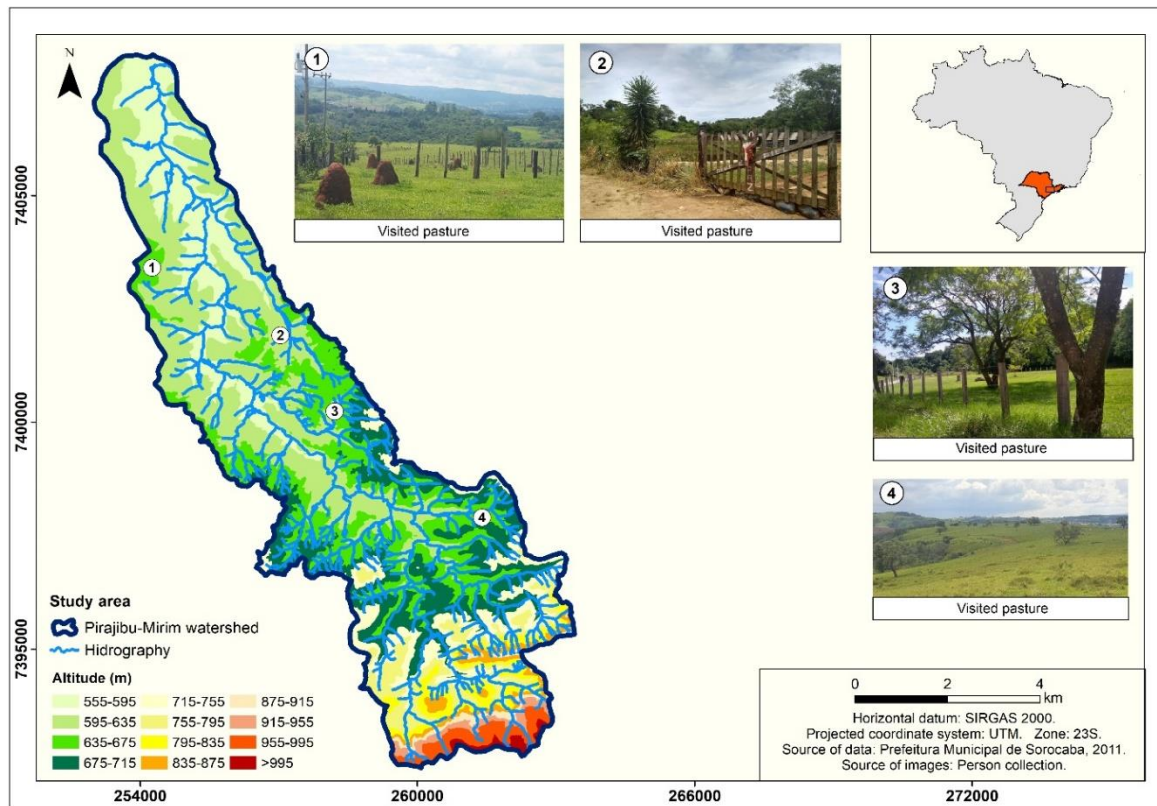 N
1
2
Visited pasture
Visited pasture
7405000
7400000
7395000
1
2
3
4
3
Visited pasture
4
Visited pasture
Study area
Pirajibu-Mirim watershed
Hidrography
Altitude (m)
555-595 715-755 875-915
595-635 755-795 915-955
635-675 795-835 955-995
675-715 835-875 >995
0 2 4
km
Horizontal datum: SIRGAS 2000.
Projected coordinate system: UTM. Zone: 23S.
Source of data: Prefeitura Municipal de Sorocaba, 2011.
Source of images: Person collection.
254000 260000 266000 272000